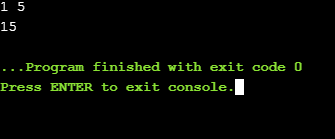 1 5
15
...Program finished with exit code 0
Press ENTER to exit console.